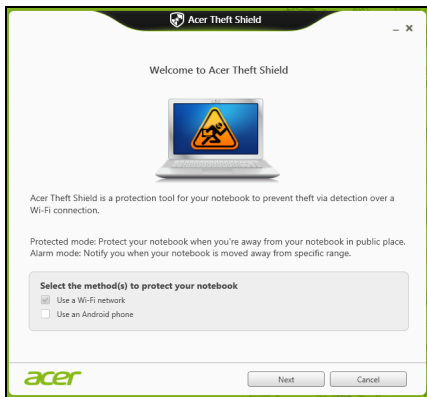 Acer Theft Shield
Welcome to Acer Theft Shield
Acer Theft Shield is a protection tool for your notebook to prevent theft via detection over a
Wi-Fi connection.
Protected mode: Protect your notebook when you're away from your notebook in public place.
Alarm mode: Notify you when your notebook is moved away from specific range.
Select the method(s) to protect your notebook
Use a Wi-Fi network
Use an Android phone
acer
Next
Cancel